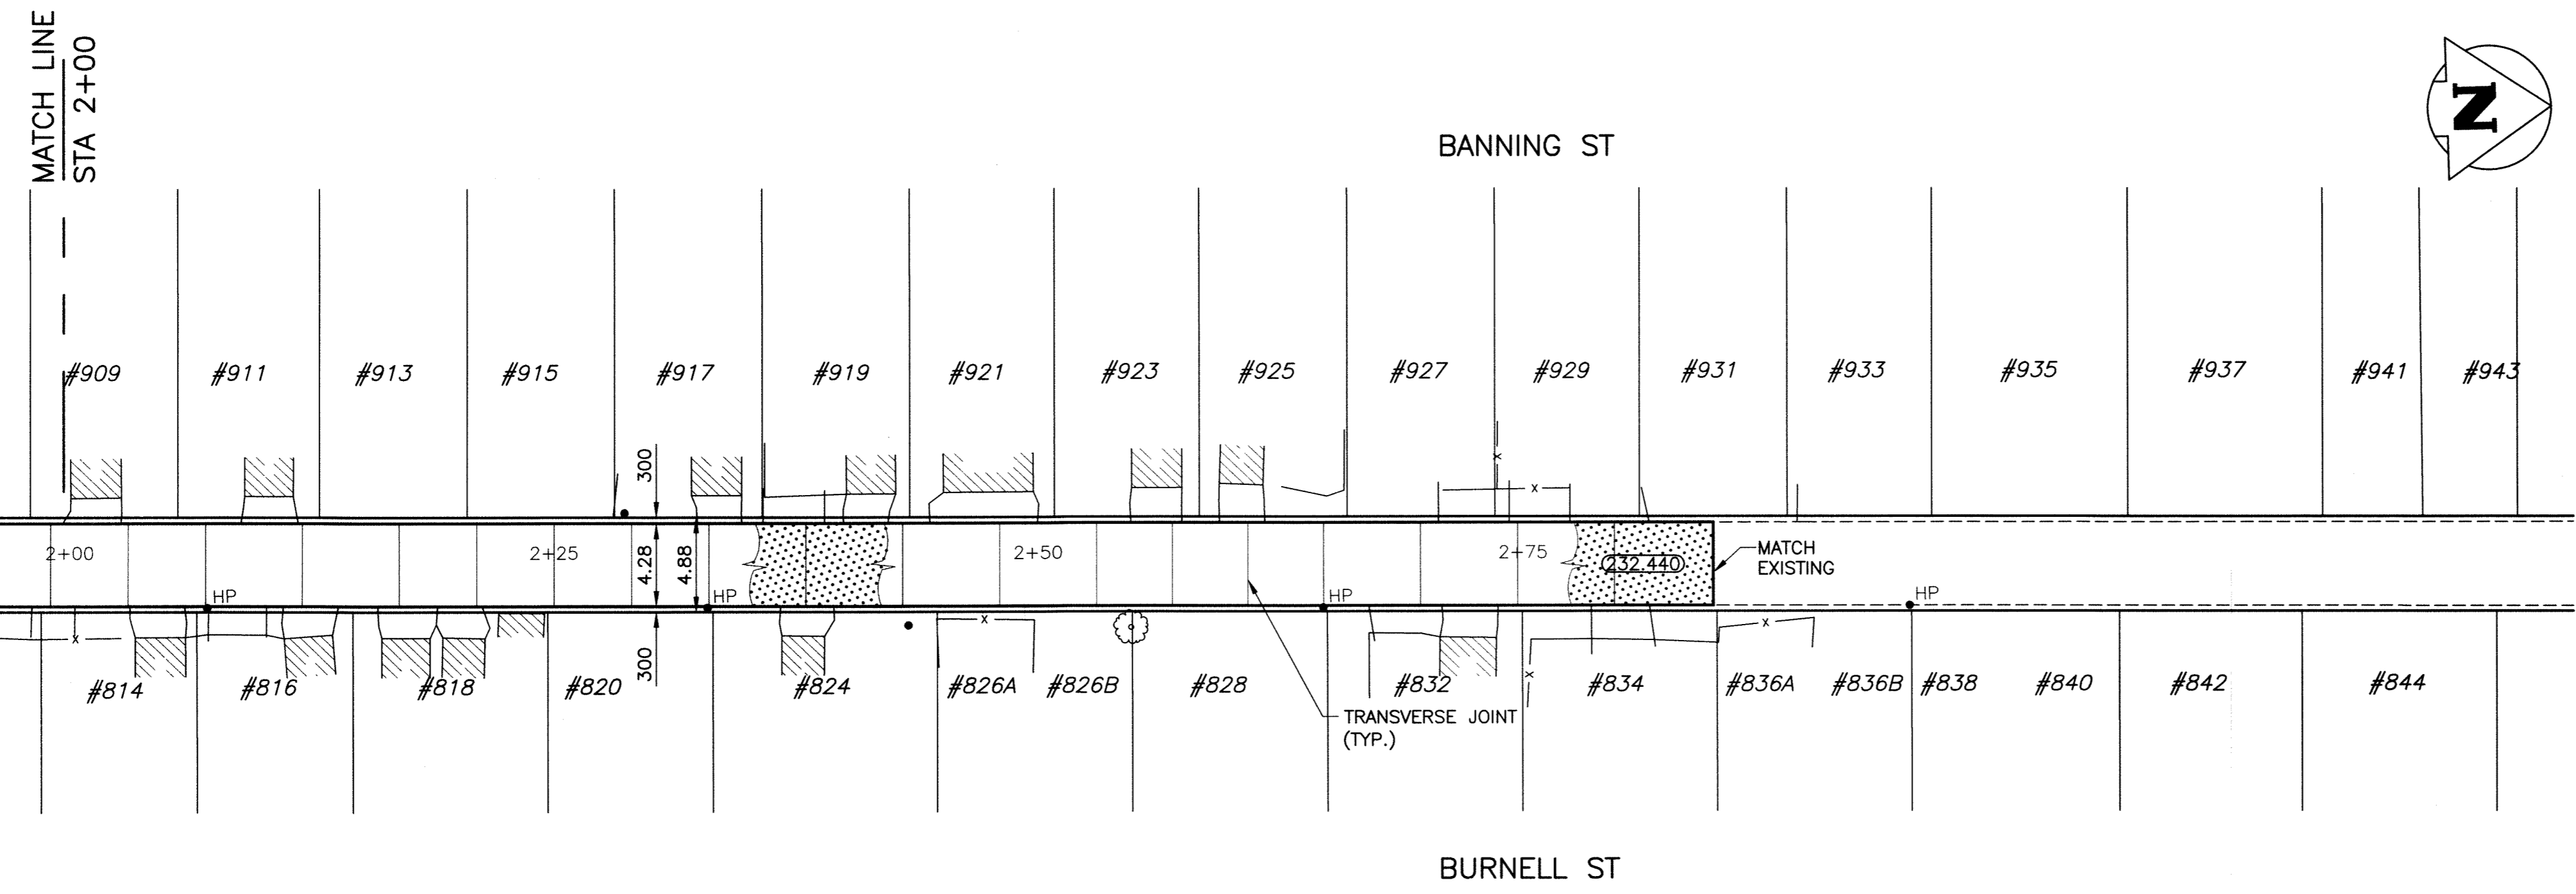 MATCH LINE
STA 2+00
N
BANNING ST
#909 #911 #913 #915 #917 #919 #921 #923 #925 #927 #929 #931 #933 #935 #937 #941 #943
300
x
x
2+00 2+25 2+50 2+75
4.28
4.88
232.440
MATCH
EXISTING
HP HP HP HP
x x x
x
300
#814 #816 #818 #820 #824 #826A #826B #828 #832 #834 #836A #836B #838 #840 #842 #844
TRANSVERSE JOINT
(TYP.)
BURNELL ST